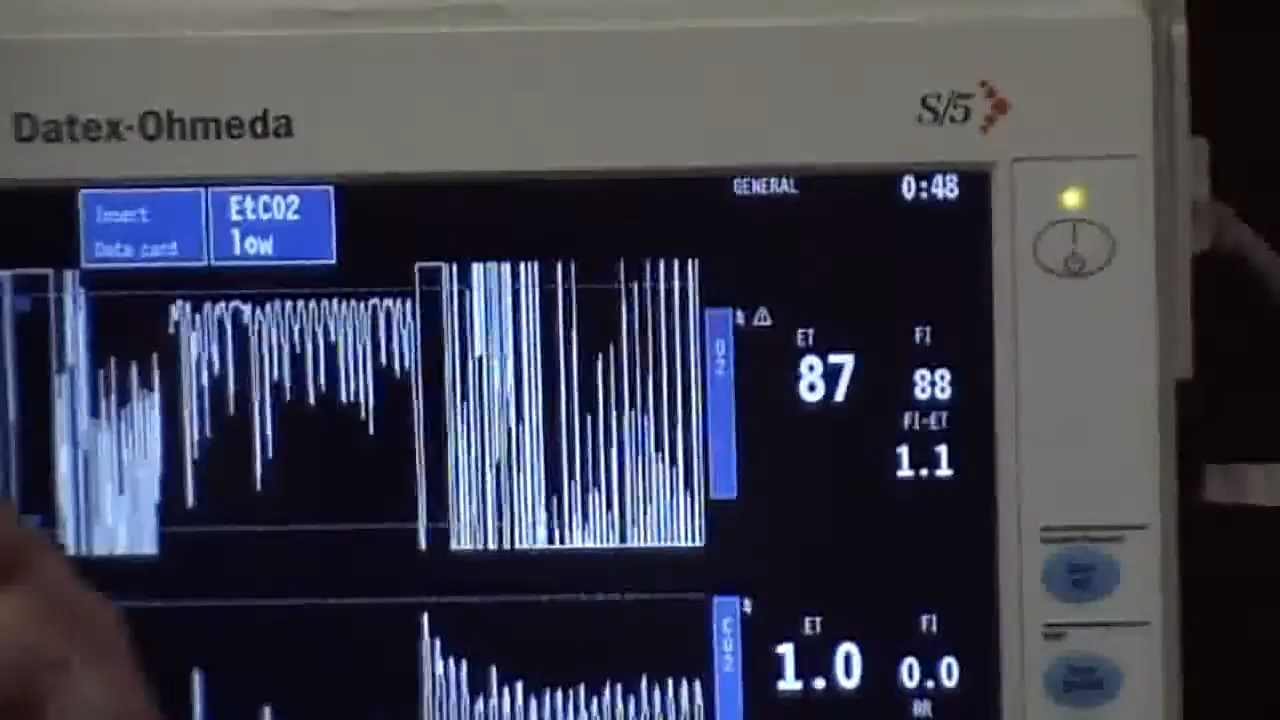 Datex-Ohmeda
S/5
Insert
Data card
EtCO2
low
GENERAL
0:48
O2
ET
FI
87
88
FI-ET
1.1
CO2
ET
FI
1.0
0.0
RR